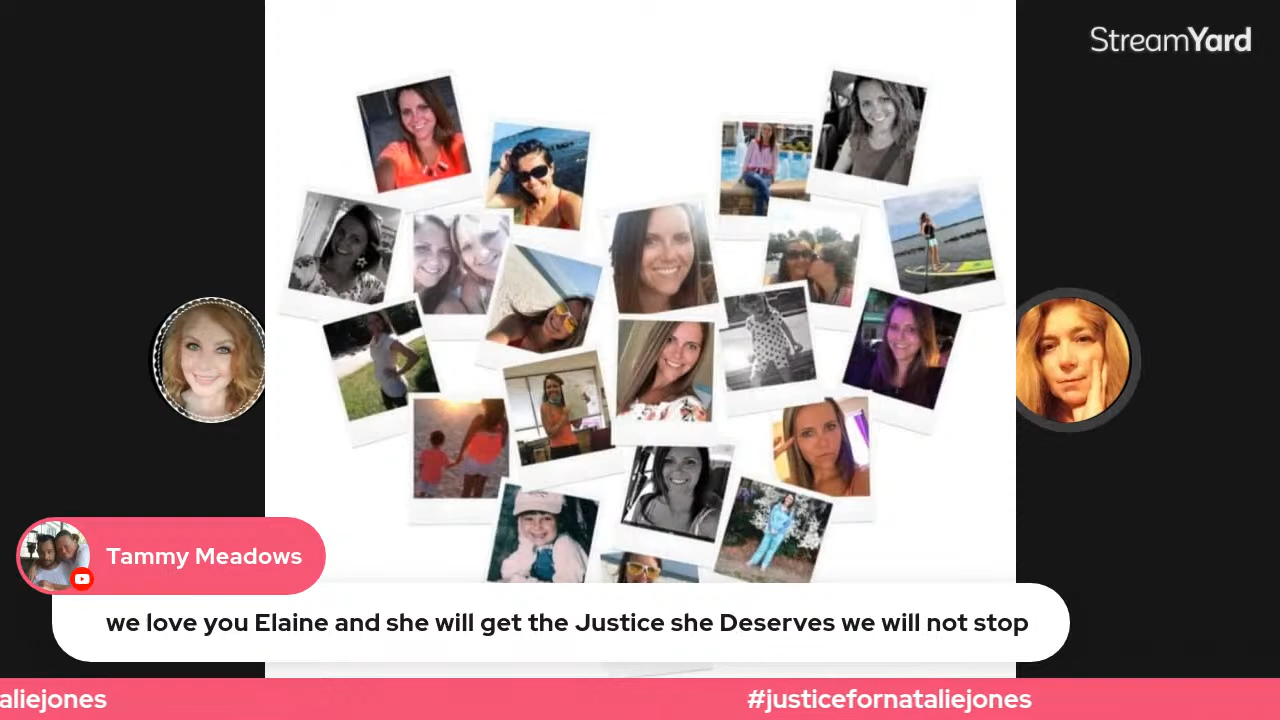 StreamYard
Tammy Meadows
we love you Elaine and she will get the Justice she Deserves we will not stop
aliejones
#justicefornataliejones